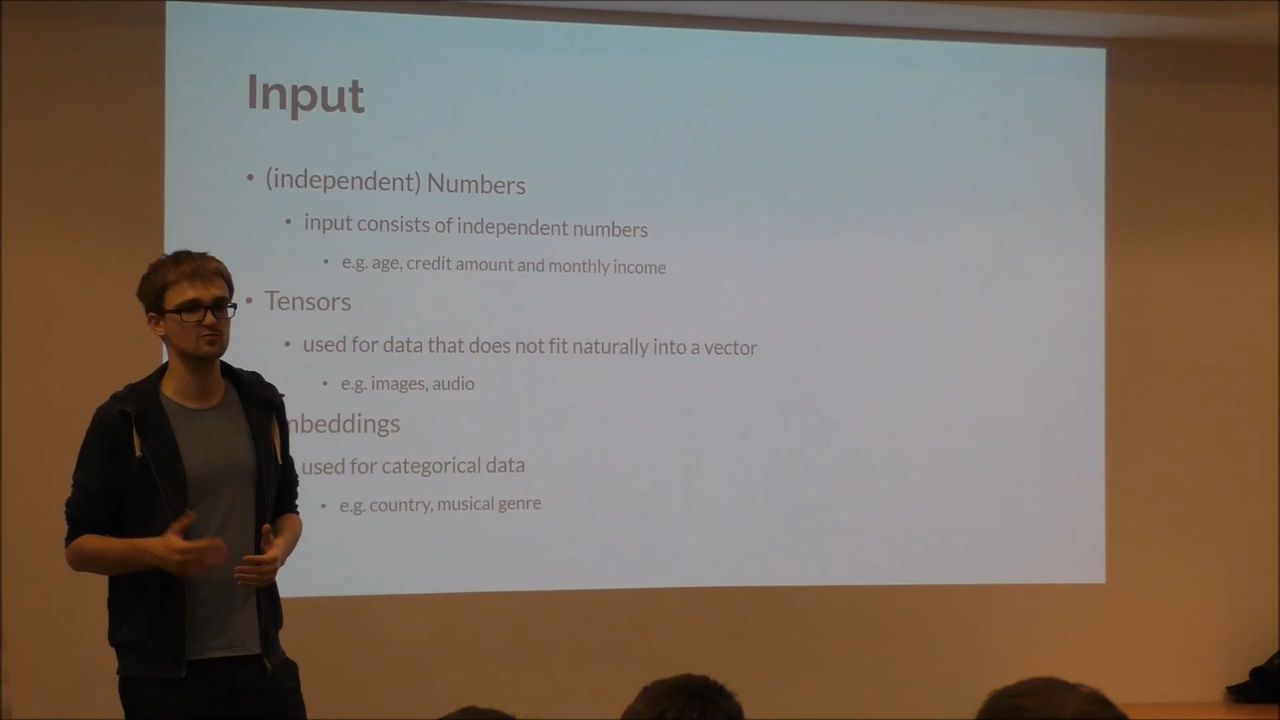 Input
• (independent) Numbers
• input consists of independent numbers
• e.g. age, credit amount and monthly income
• Tensors
• used for data that does not fit naturally into a vector
• e.g. images, audio
mbeddings
used for categorical data
• e.g. country, musical genre